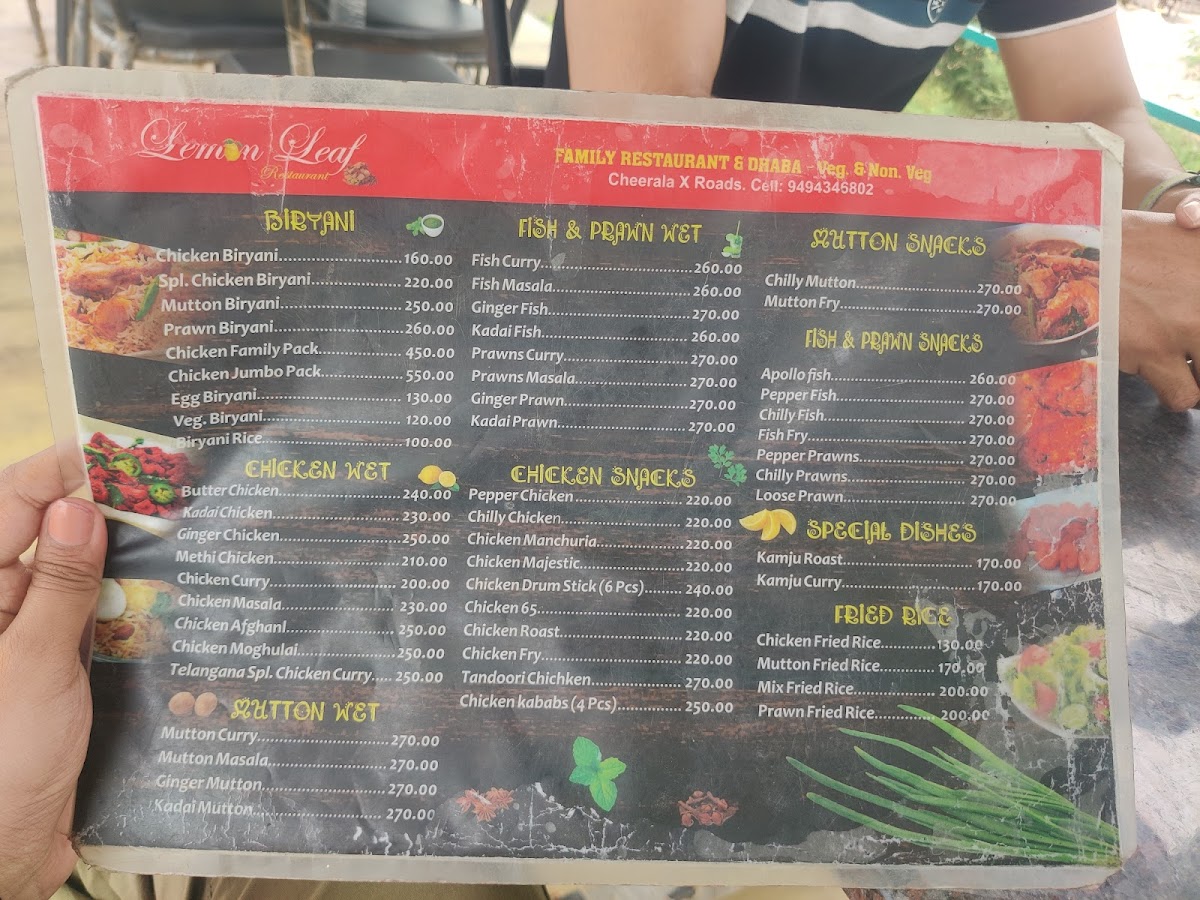 Lemon Leaf
Restaurant
FAMILY RESTAURANT & DHABA - Veg. & Non. Veg
Cheerala X Roads. Cell: 9494346802
BIRYANI
Chicken Biryani 160.00
Spl. Chicken Biryani 220.00
Mutton Biryani 250.00
Prawn Biryani 260.00
Chicken Family Pack 450.00
Chicken Jumbo Pack 550.00
Egg Biryani 130.00
Veg. Biryani 120.00
Biryani Rice 100.00
CHICKEN WET
Butter Chicken 240.00
Kadai Chicken 230.00
Ginger Chicken 250.00
Methi Chicken 210.00
Chicken Curry 200.00
Chicken Masala 230.00
Chicken Afghanl 250.00
Chicken Moghulai 250.00
Telangana Spl. Chicken Curry 250.00
MUTTON WET
Mutton Curry 270.00
Mutton Masala 270.00
Ginger Mutton 270.00
Kadai Mutton 270.00
FISH & PRAWN WET
Fish Curry 260.00
Fish Masala 260.00
Ginger Fish 270.00
Kadai Fish 260.00
Prawns Curry 270.00
Prawns Masala 270.00
Ginger Prawn 270.00
Kadai Prawn 270.00
CHICKEN SNACKS
Pepper Chicken 220.00
Chilly Chicken 220.00
Chicken Manchuria 220.00
Chicken Majestic 220.00
Chicken Drum Stick (6 Pcs) 240.00
Chicken 65 220.00
Chicken Roast 220.00
Chicken Fry 220.00
Tandoori Chichken 270.00
Chicken kababs (4 Pcs) 250.00
MUTTON SNACKS
Chilly Mutton 270.00
Mutton Fry 270.00
FISH & PRAWN SNACKS
Apollo fish 260.00
Pepper Fish 270.00
Chilly Fish 270.00
Fish Fry 270.00
Pepper Prawns 270.00
Chilly Prawns 270.00
Loose Prawn 270.00
SPECIAL DISHES
Kamju Roast 170.00
Kamju Curry 170.00
FRIED RICE
Chicken Fried Rice 130.00
Mutton Fried Rice 170.00
Mix Fried Rice 200.00
Prawn Fried Rice 200.00